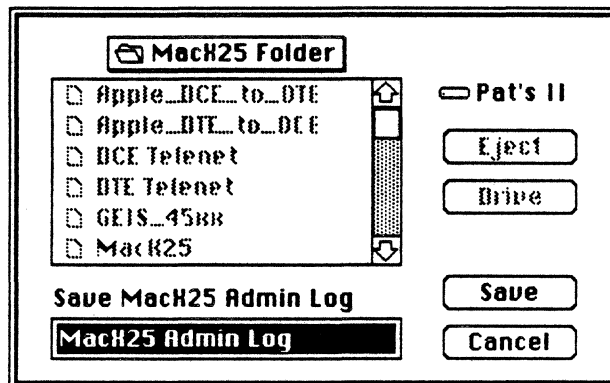 MacX25 Folder
Apple_DCE_to_DTE
Apple_DTE_to_DCE
DCE Telenet
DTE Telenet
GEIS_45xx
MacX25
Pat's II
Eject
Drive
Save MacX25 Admin Log
MacX25 Admin Log
Save
Cancel